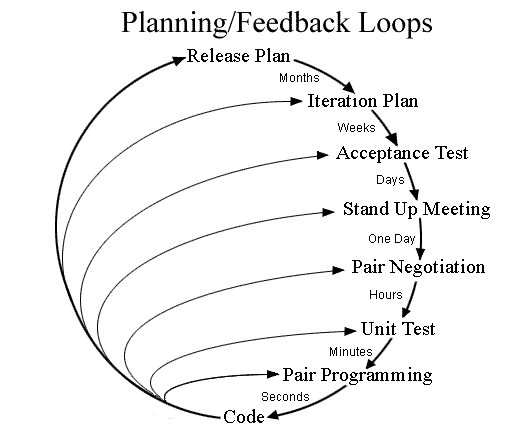 Planning/Feedback Loops
Release Plan
Months
Iteration Plan
Weeks
Acceptance Test
Days
Stand Up Meeting
One Day
Pair Negotiation
Hours
Unit Test
Minutes
Pair Programming
Seconds
Code